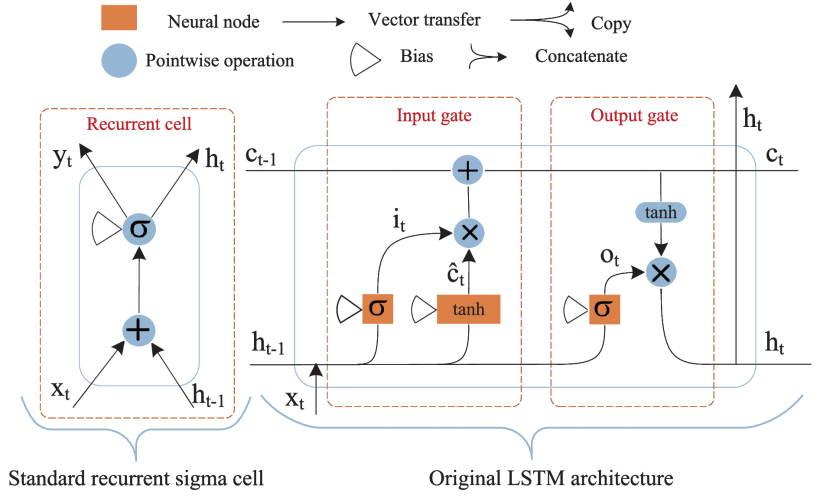 Neural node
Vector transfer
Copy
Pointwise operation
Bias
Concatenate
Recurrent cell
Input gate
Output gate
y_t
h_t
σ
+
x_t
h_{t-1}
c_{t-1}
+
c_t
h_t
tanh
i_t
×
ĉ_t
o_t
×
σ
tanh
σ
h_{t-1}
h_t
x_t
Standard recurrent sigma cell
Original LSTM architecture